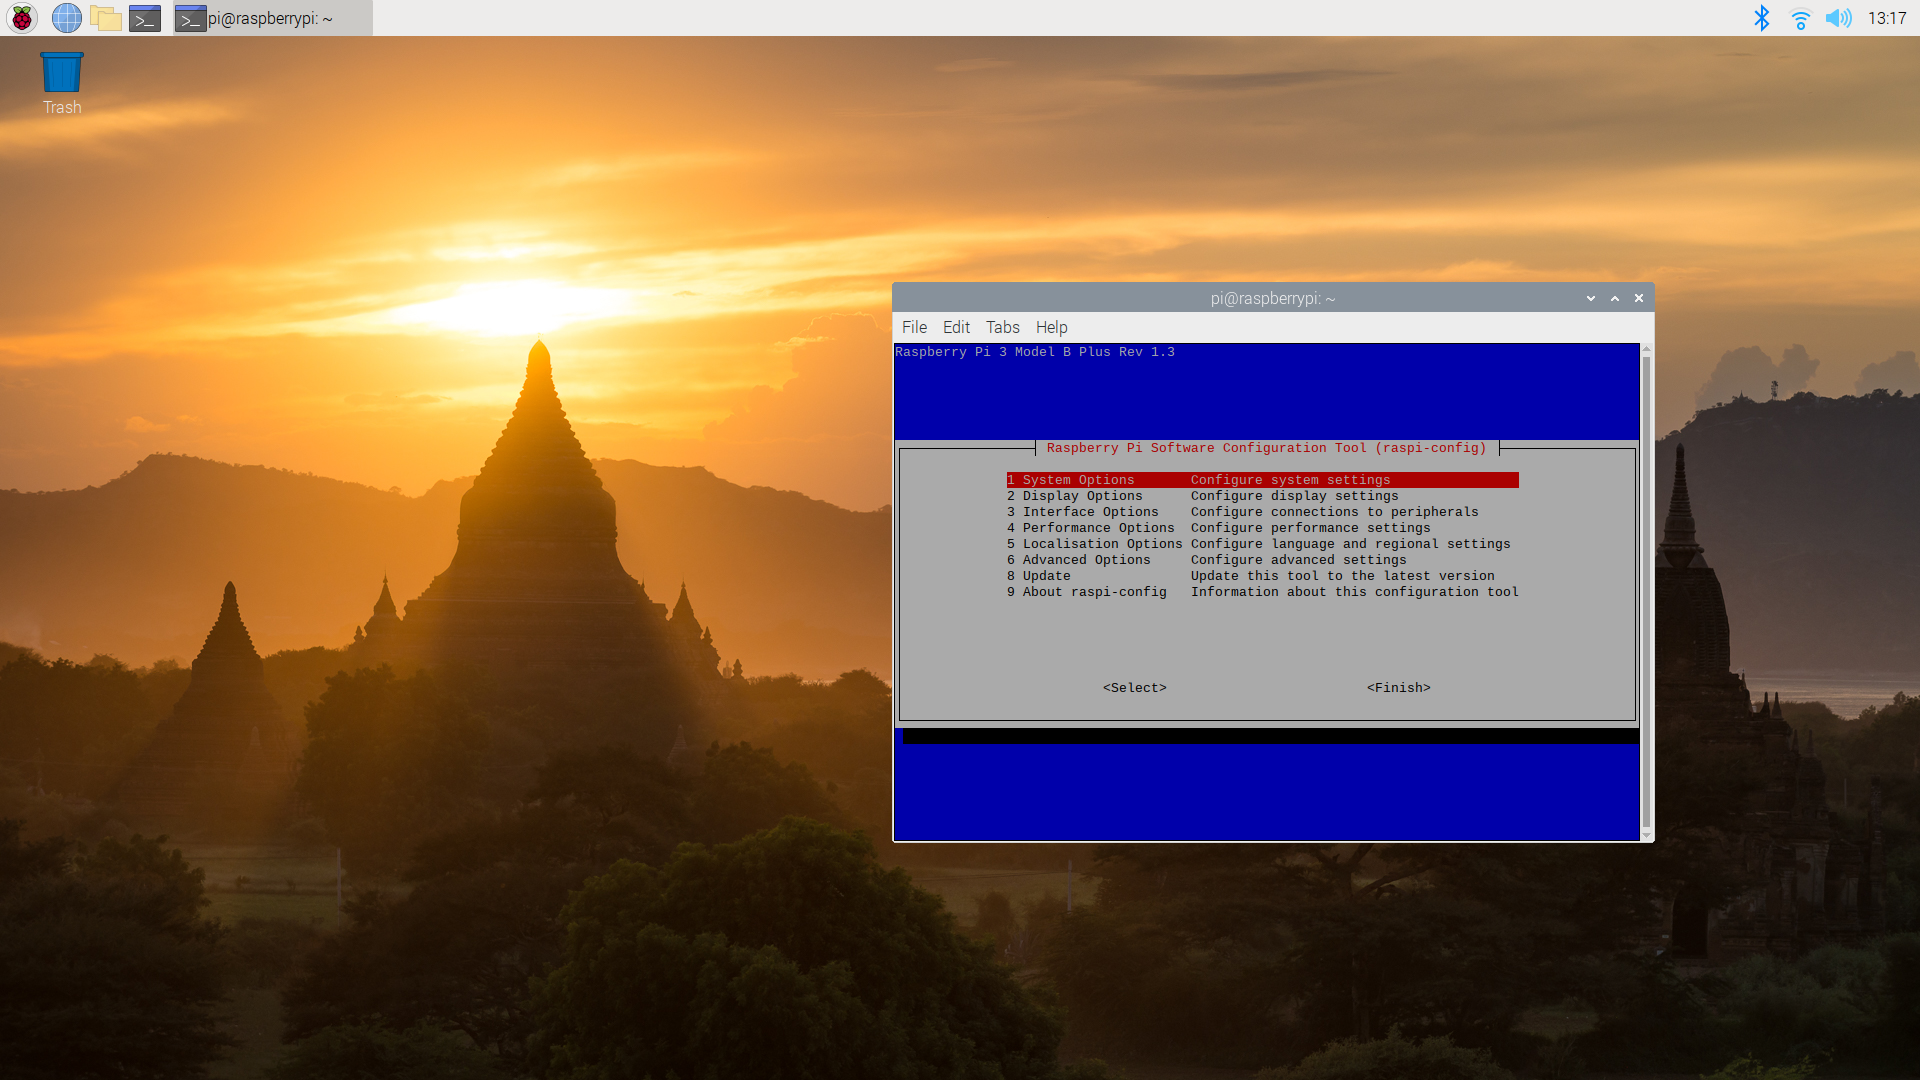 pi@raspberrypi: ~
13:17
Trash
pi@raspberrypi: ~
File Edit Tabs Help
Raspberry Pi 3 Model B Plus Rev 1.3
Raspberry Pi Software Configuration Tool (raspi-config)
1 System Options Configure system settings
2 Display Options Configure display settings
3 Interface Options Configure connections to peripherals
4 Performance Options Configure performance settings
5 Localisation Options Configure language and regional settings
6 Advanced Options Configure advanced settings
8 Update Update this tool to the latest version
9 About raspi-config Information about this configuration tool
<Select> <Finish>